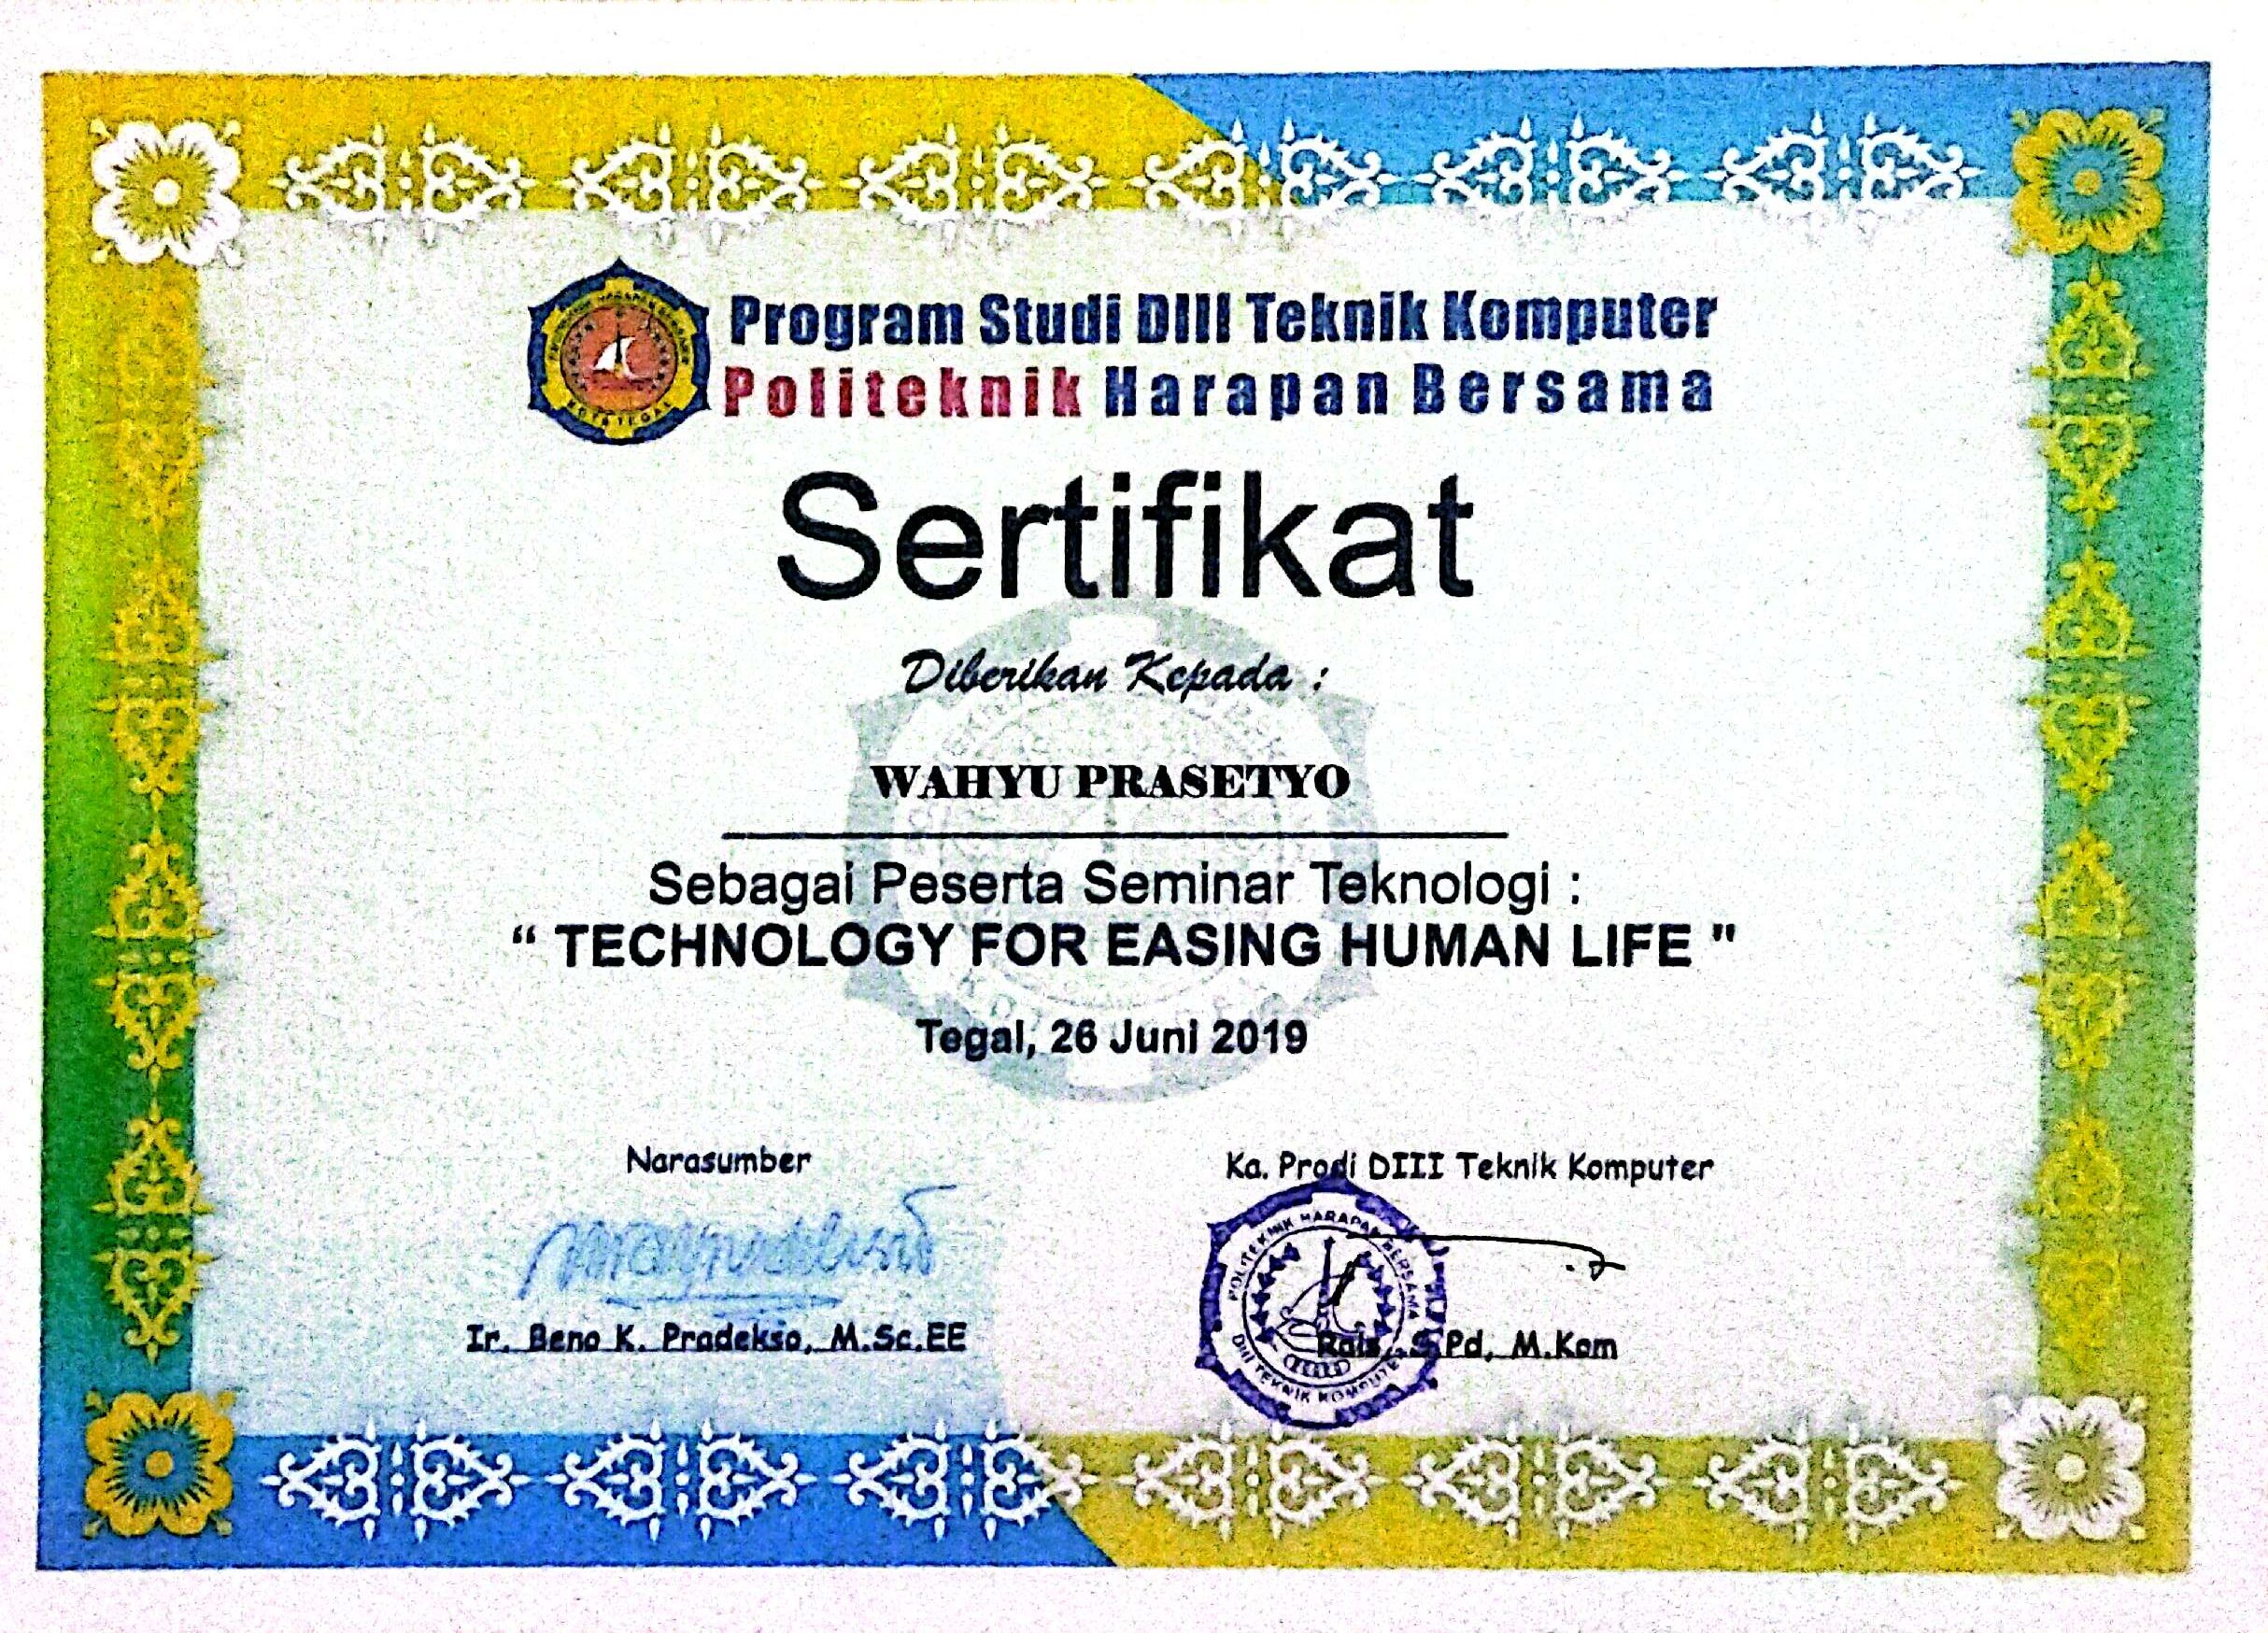 Program Studi DIII Teknik Komputer
Politeknik Harapan Bersama
Sertifikat
Diberikan Kepada :
WAHYU PRASETYO
Sebagai Peserta Seminar Teknologi :
“ TECHNOLOGY FOR EASING HUMAN LIFE "
Tegal, 26 Juni 2019
Narasumber
Ir. Beno K. Pradekso, M.Sc.EE
Ka. Prodi DIII Teknik Komputer
POLITEKNIK HARAPAN BERSAMA
DIII TEKNIK KOMPUTER
Rais, S.Pd, M.Kom